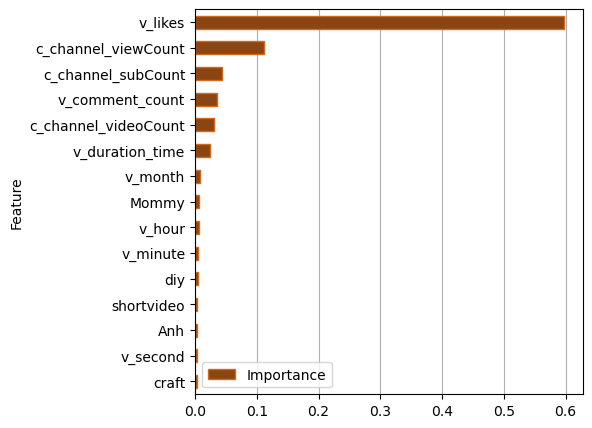 v_likes
c_channel_viewCount
c_channel_subCount
v_comment_count
c_channel_videoCount
v_duration_time
v_month
Mommy
v_hour
v_minute
diy
shortvideo
Anh
v_second
craft
Feature
Importance
0.0 0.1 0.2 0.3 0.4 0.5 0.6